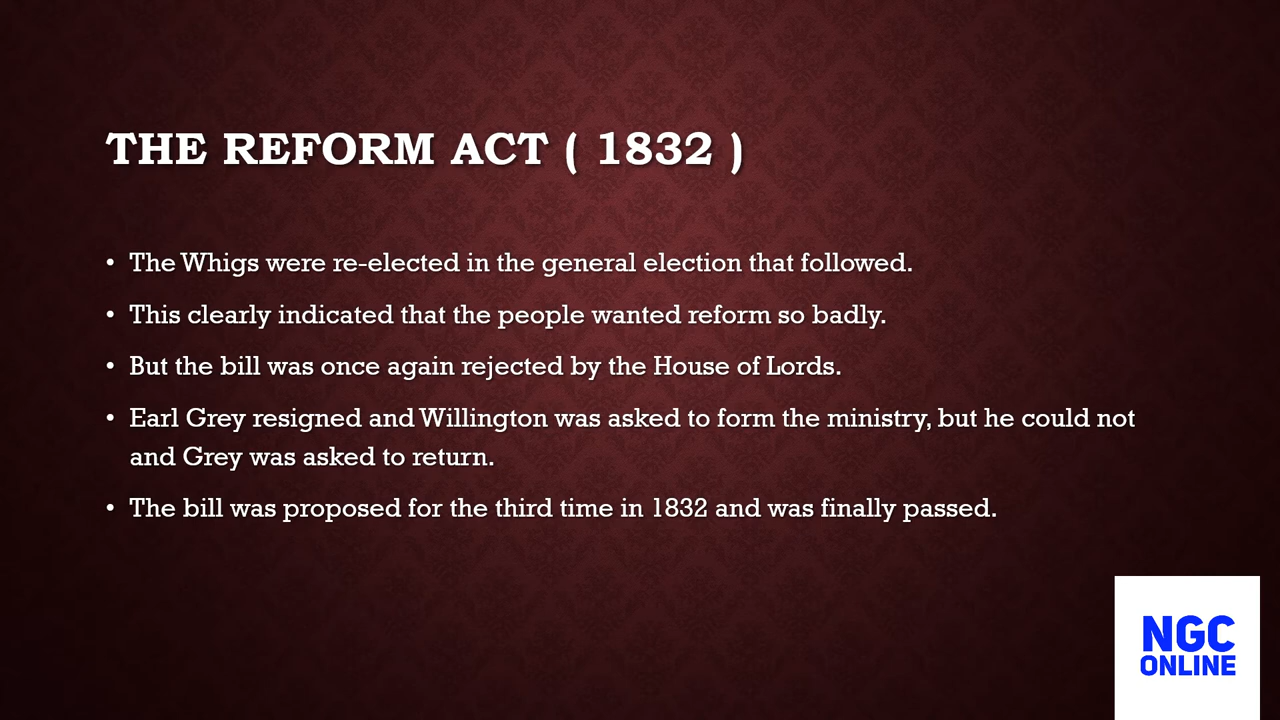 THE REFORM ACT ( 1832 )
• The Whigs were re-elected in the general election that followed.
• This clearly indicated that the people wanted reform so badly.
• But the bill was once again rejected by the House of Lords.
• Earl Grey resigned and Willington was asked to form the ministry, but he could not
and Grey was asked to return.
• The bill was proposed for the third time in 1832 and was finally passed.
NGC
ONLINE